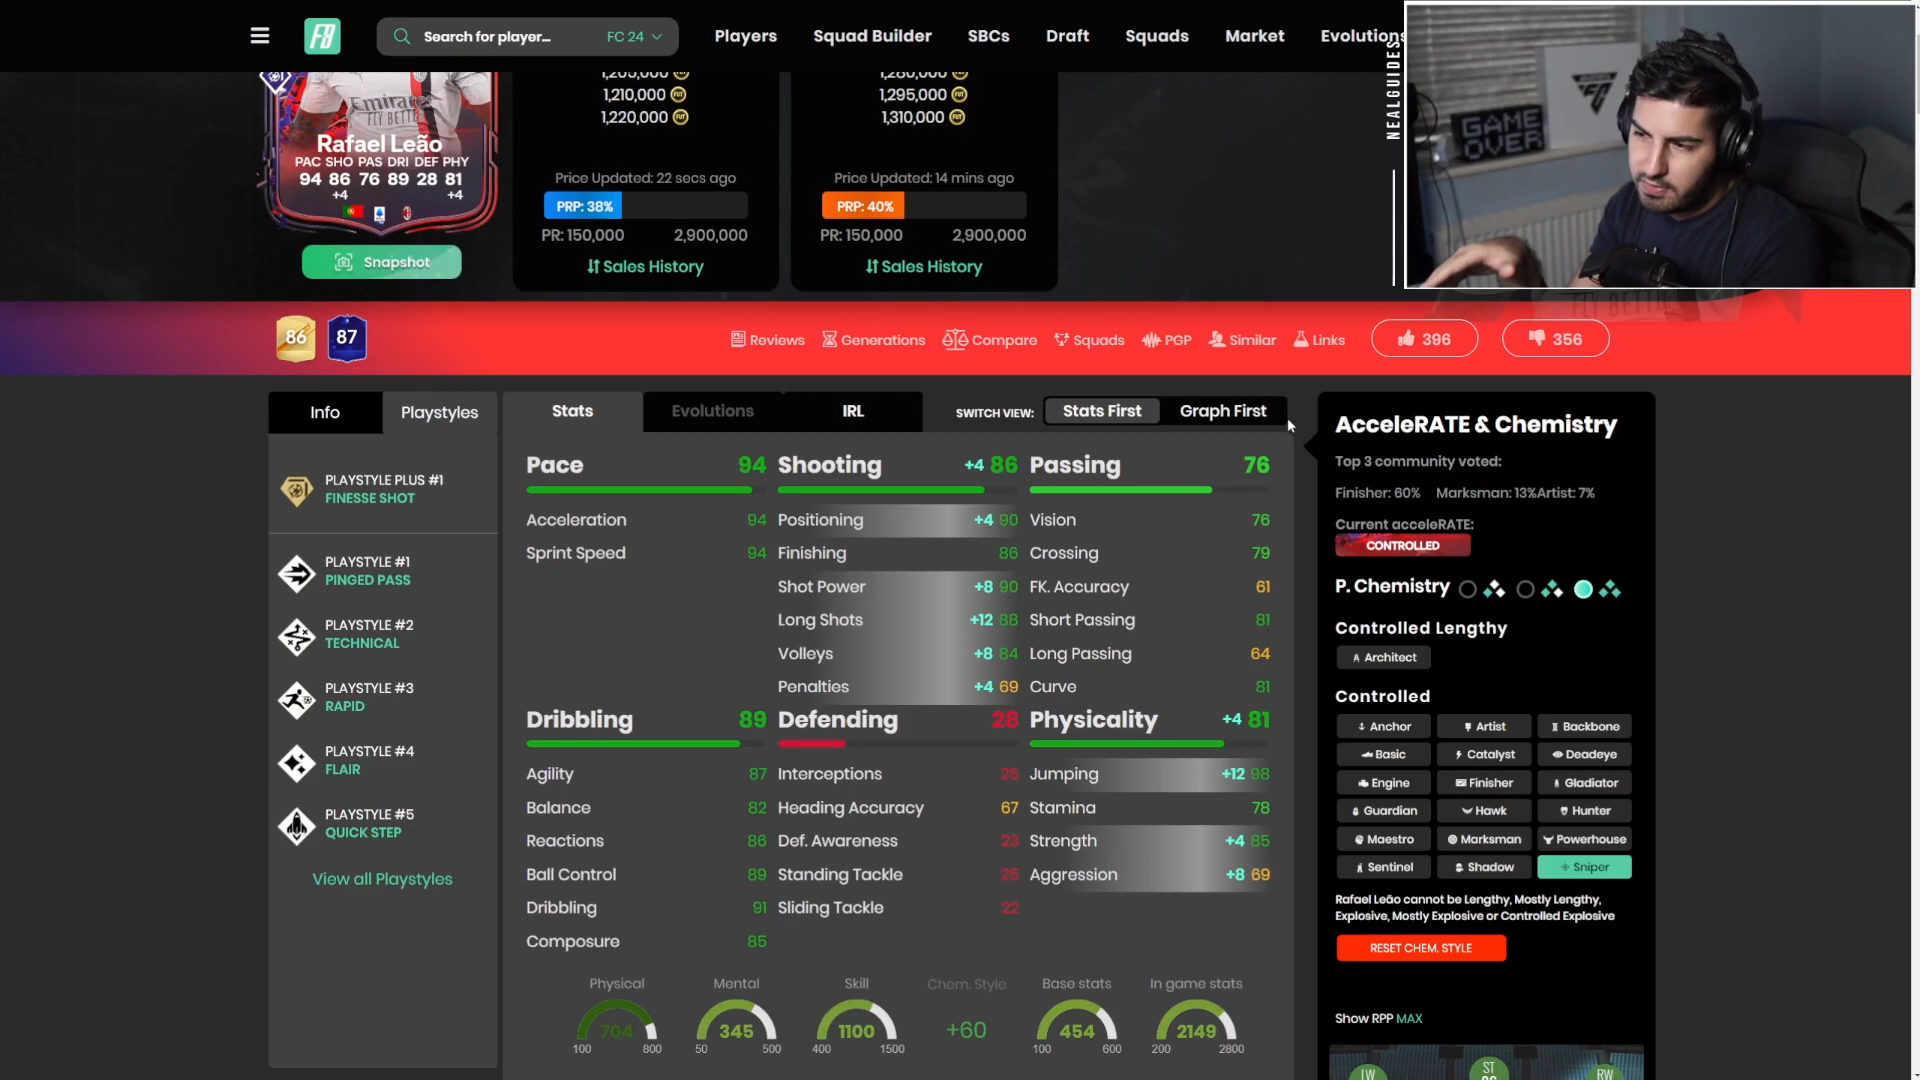 Search for player...
FC 24
Players
Squad Builder
SBCs
Draft
Squads
Market
Evolutions
NEALGUIDES
GAME OVER
1,205,000
1,210,000
1,220,000
1,280,000
1,295,000
1,310,000
Emirates
FLY BETTER
Rafael Leão
PAC SHO PAS DRI DEF PHY
94 86 76 89 28 81
+4 +4
Snapshot
Price Updated: 22 secs ago
PRP: 38%
PR: 150,000 2,900,000
Sales History
Price Updated: 14 mins ago
PRP: 40%
PR: 150,000 2,900,000
Sales History
86 87
Reviews
Generations
Compare
Squads
PGP
Similar
Links
396
356
Info
Playstyles
PLAYSTYLE PLUS #1
FINESSE SHOT
PLAYSTYLE #1
PINGED PASS
PLAYSTYLE #2
TECHNICAL
PLAYSTYLE #3
RAPID
PLAYSTYLE #4
FLAIR
PLAYSTYLE #5
QUICK STEP
View all Playstyles
Stats
Evolutions
IRL
SWITCH VIEW:
Stats First
Graph First
Pace 94
Acceleration 94
Sprint Speed 94
Shooting +4 86
Positioning +4 90
Finishing 86
Shot Power +8 90
Long Shots +12 88
Volleys +8 84
Penalties +4 69
Passing 76
Vision 76
Crossing 79
FK. Accuracy 61
Short Passing 81
Long Passing 64
Curve 81
Dribbling 89
Agility 87
Balance 82
Reactions 86
Ball Control 89
Dribbling 91
Composure 85
Defending 28
Interceptions 25
Heading Accuracy 67
Def. Awareness 23
Standing Tackle 25
Sliding Tackle 22
Physicality +4 81
Jumping +12 98
Stamina 78
Strength +4 85
Aggression +8 69
Physical
704
100 800
Mental
345
50 500
Skill
1100
400 1500
Chem. Style
+60
Base stats
454
100 600
In game stats
2149
200 2800
AcceleRATE & Chemistry
Top 3 community voted:
Finisher: 60% Marksman: 13%Artist: 7%
Current acceleRATE:
CONTROLLED
P. Chemistry
Controlled Lengthy
Architect
Controlled
Anchor Artist Backbone
Basic Catalyst Deadeye
Engine Finisher Gladiator
Guardian Hawk Hunter
Maestro Marksman Powerhouse
Sentinel Shadow Sniper
Rafael Leão cannot be Lengthy, Mostly Lengthy,
Explosive, Mostly Explosive or Controlled Explosive
RESET CHEM. STYLE
Show RPP MAX
LW ST RW